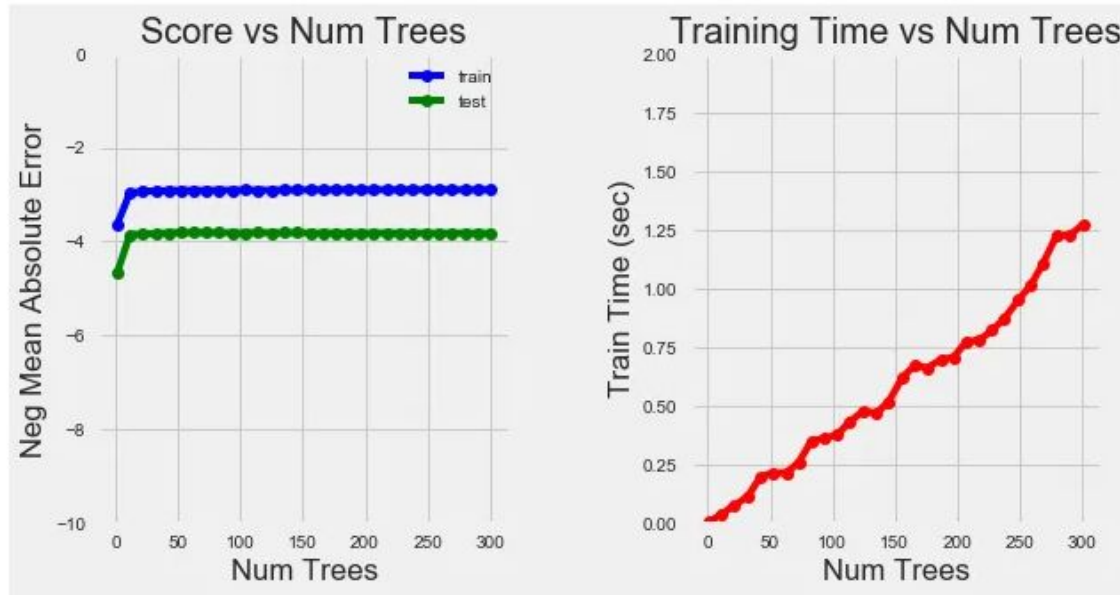 Score vs Num Trees
0
−2
−4
−6
−8
−10
Neg Mean Absolute Error
train
test
0 50 100 150 200 250 300
Num Trees
Training Time vs Num Trees
2.00
1.75
1.50
1.25
1.00
0.75
0.50
0.25
0.00
Train Time (sec)
0 50 100 150 200 250 300
Num Trees